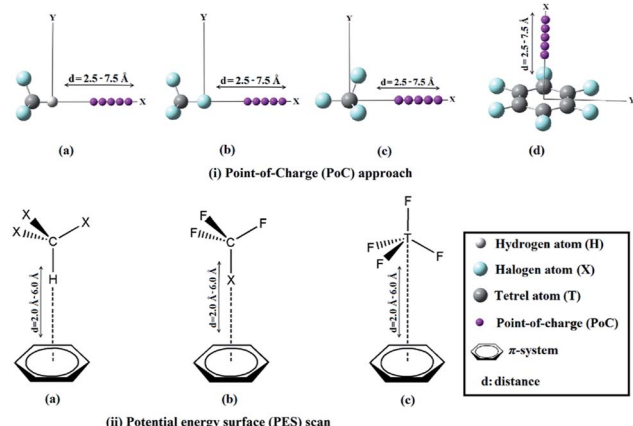 Y
d = 2.5 - 7.5 Å
X
(a)
Y
d = 2.5 - 7.5 Å
X
(b)
Y
d = 2.5 - 7.5 Å
X
(c)
X
d = 2.5 - 7.5 Å
Y
(d)
(i) Point-of-Charge (PoC) approach
X
X
X
C
H
d=2.0 Å-6.0 Å
(a)
F
F
F
C
X
d=2.0 Å-6.0 Å
(b)
F
T
F
F
F
d=2.0 Å-6.0 Å
(c)
Hydrogen atom (H)
Halogen atom (X)
Tetrel atom (T)
Point-of-charge (PoC)
π-system
d: distance
(ii) Potential energy surface (PES) scan